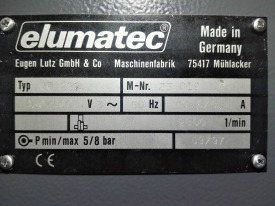 elumatec
Made in
Germany
Eugen Lutz GmbH & Co Maschinenfabrik 75417 Mühlacker
Typ M-Nr.
V ~ Hz A
1/min
P min/max 5/8 bar
CE